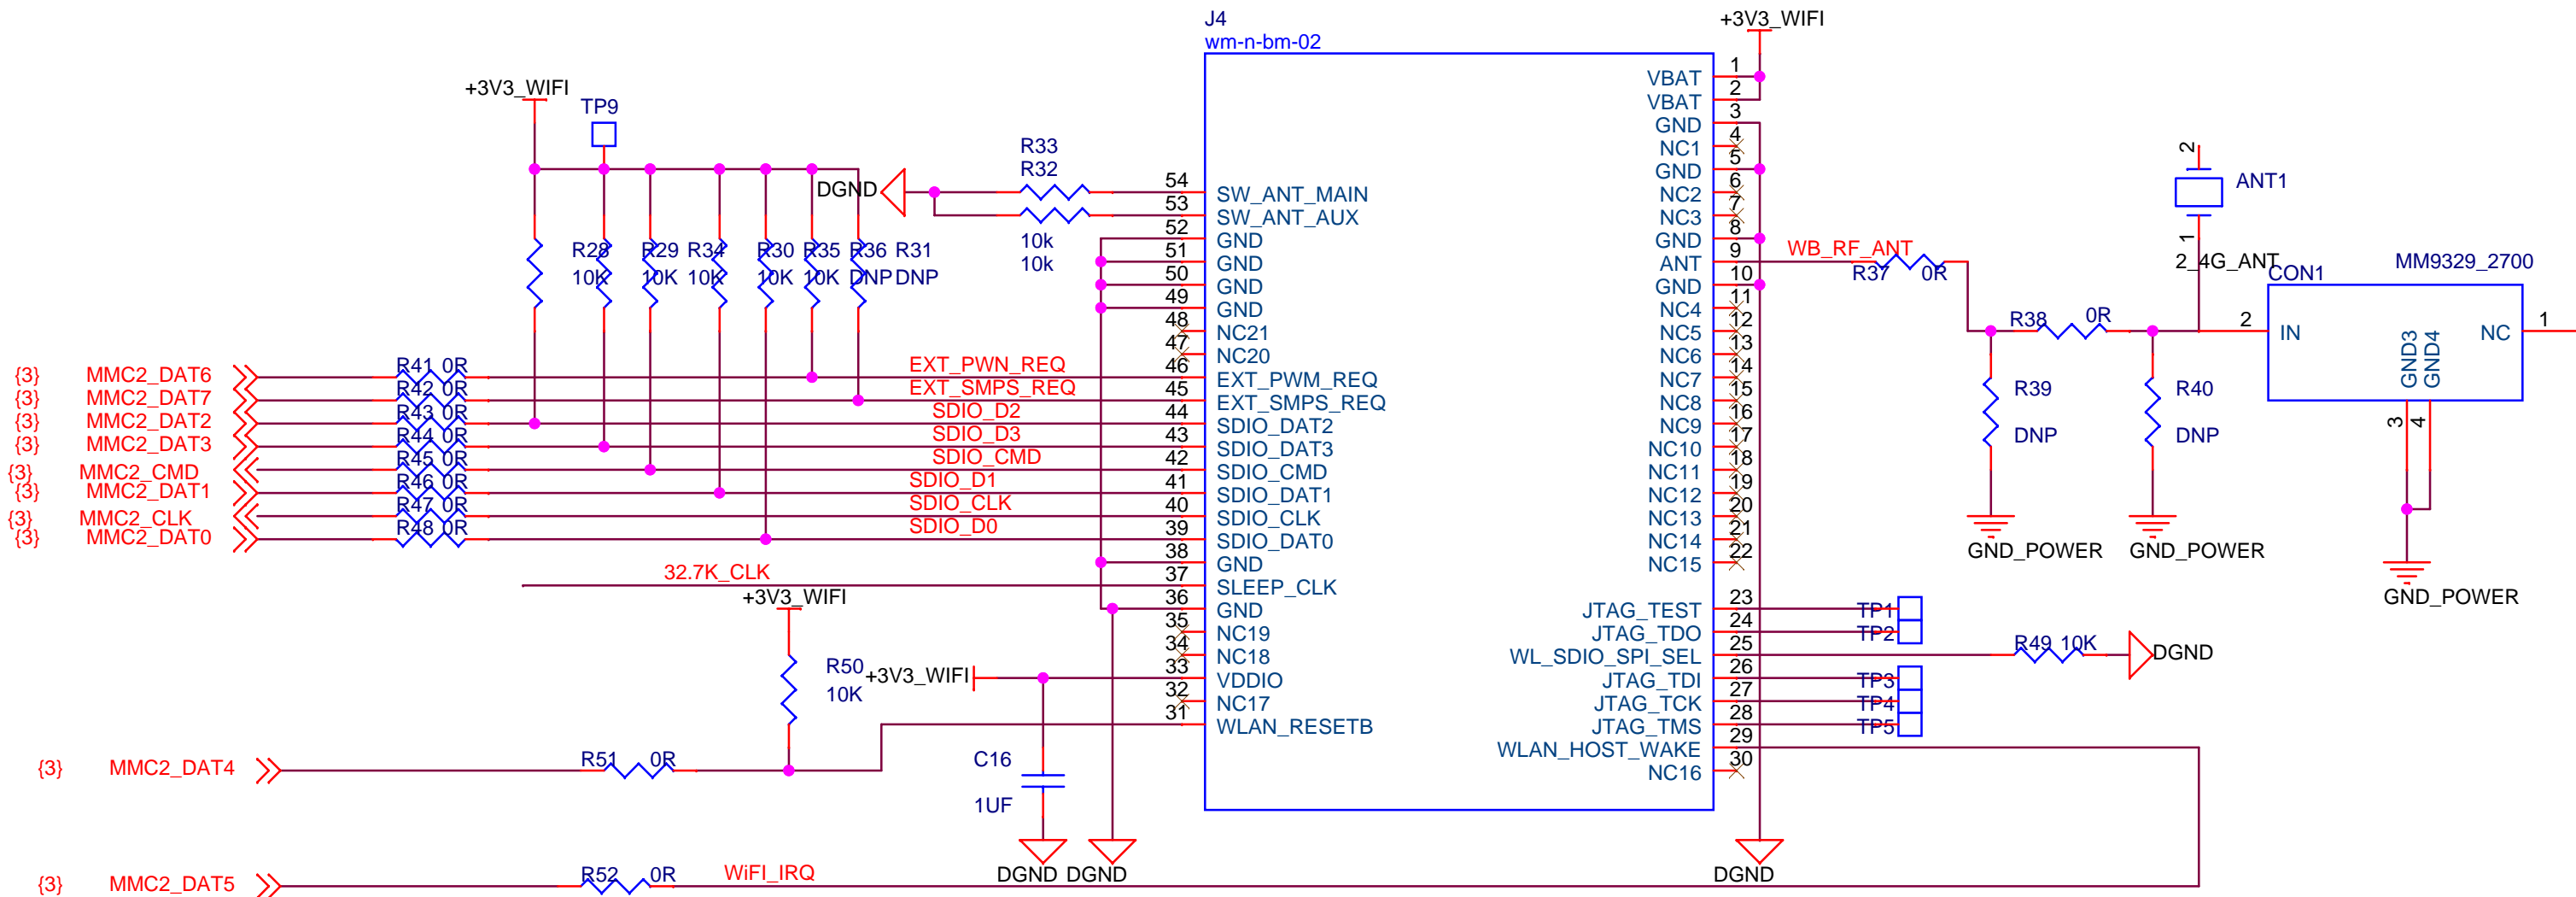 J4
wm-n-bm-02
+3V3_WIFI
+3V3_WIFI
TP9
R33
R32
10k
10k
DGND
R28
10K
R29
10K
R34
10K
R30
10K
R35
10K
R36
DNP
R31
DNP
54 SW_ANT_MAIN
53 SW_ANT_AUX
52 GND
51 GND
50 GND
49 GND
48 NC21
47 NC20
{3} MMC2_DAT6 R41 0R EXT_PWN_REQ 46 EXT_PWM_REQ
{3} MMC2_DAT7 R42 0R EXT_SMPS_REQ 45 EXT_SMPS_REQ
{3} MMC2_DAT2 R43 0R SDIO_D2 44 SDIO_DAT2
{3} MMC2_DAT3 R44 0R SDIO_D3 43 SDIO_DAT3
{3} MMC2_CMD R45 0R SDIO_CMD 42 SDIO_CMD
{3} MMC2_DAT1 R46 0R SDIO_D1 41 SDIO_DAT1
{3} MMC2_CLK R47 0R SDIO_CLK 40 SDIO_CLK
{3} MMC2_DAT0 R48 0R SDIO_D0 39 SDIO_DAT0
38 GND
32.7K_CLK 37 SLEEP_CLK
36 GND
35 NC19
34 NC18
33 VDDIO
32 NC17
31 WLAN_RESETB
+3V3_WIFI
R50
10K
+3V3_WIFI
C16
1UF
DGND DGND
{3} MMC2_DAT4 R51 0R
{3} MMC2_DAT5 R52 0R WiFI_IRQ
VBAT 1
VBAT 2
GND 3
NC1 4
GND 5
NC2 6
NC3 7
GND 8
ANT 9
GND 10
NC4 11
NC5 12
NC6 13
NC7 14
NC8 15
NC9 16
NC10 17
NC11 18
NC12 19
NC13 20
NC14 21
NC15 22
JTAG_TEST 23 TP1
JTAG_TDO 24 TP2
WL_SDIO_SPI_SEL 25 R49 10K DGND
JTAG_TDI 26 TP3
JTAG_TCK 27 TP4
JTAG_TMS 28 TP5
WLAN_HOST_WAKE 29
NC16 30
DGND
WB_RF_ANT
R37 0R
R38 0R
R39
DNP
R40
DNP
GND_POWER GND_POWER
2
ANT1
1
2_4G_ANT
CON1 MM9329_2700
2 IN NC 1
GND3
GND4
3
4
GND_POWER